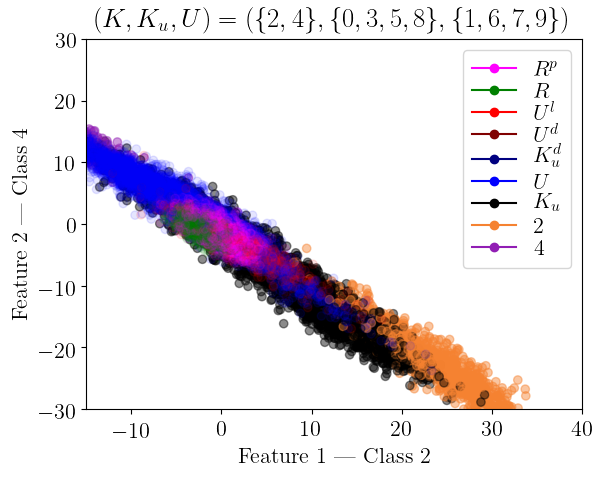 (K, K_u, U) = ({2, 4}, {0, 3, 5, 8}, {1, 6, 7, 9})
30
20
10
0
−10
−20
−30
−10
0
10
20
30
40
Feature 2 — Class 4
Feature 1 — Class 2
R^p
R
U^l
U^d
K_u^d
U
K_u
2
4